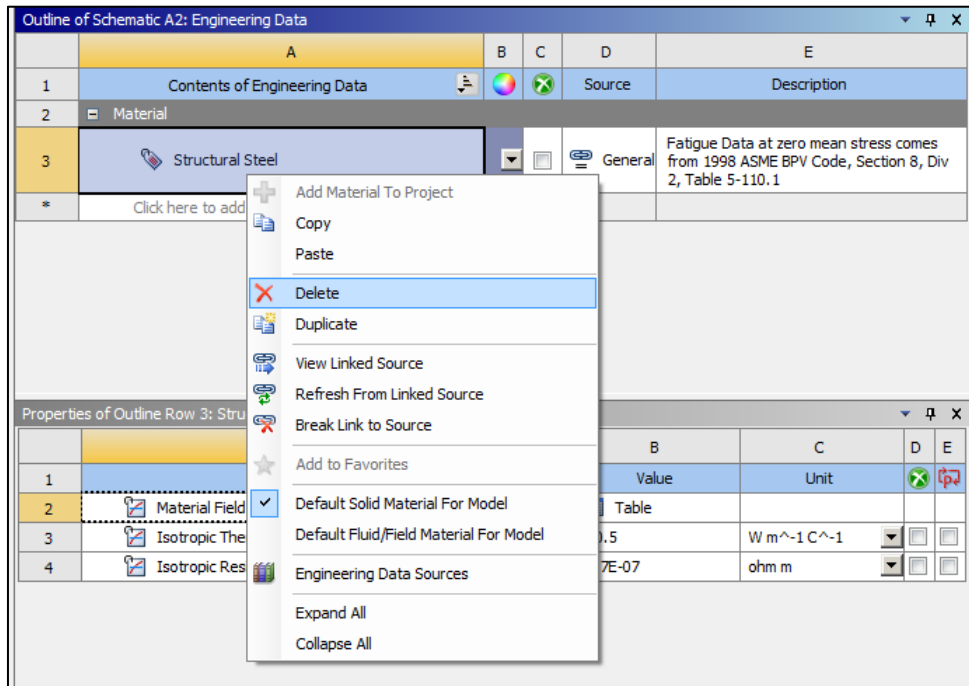 Outline of Schematic A2: Engineering Data
A B C D E
1 Contents of Engineering Data Source Description
2 Material
3 Structural Steel General Fatigue Data at zero mean stress comes
from 1998 ASME BPV Code, Section 8, Div
2, Table 5-110.1
* Click here to add
Add Material To Project
Copy
Paste
Delete
Duplicate
View Linked Source
Refresh From Linked Source
Break Link to Source
Add to Favorites
Default Solid Material For Model
Default Fluid/Field Material For Model
Engineering Data Sources
Expand All
Collapse All
Properties of Outline Row 3: Stru
B C D E
1 Value Unit
2 Material Field Table
3 Isotropic The .5 W m^-1 C^-1
4 Isotropic Res 7E-07 ohm m